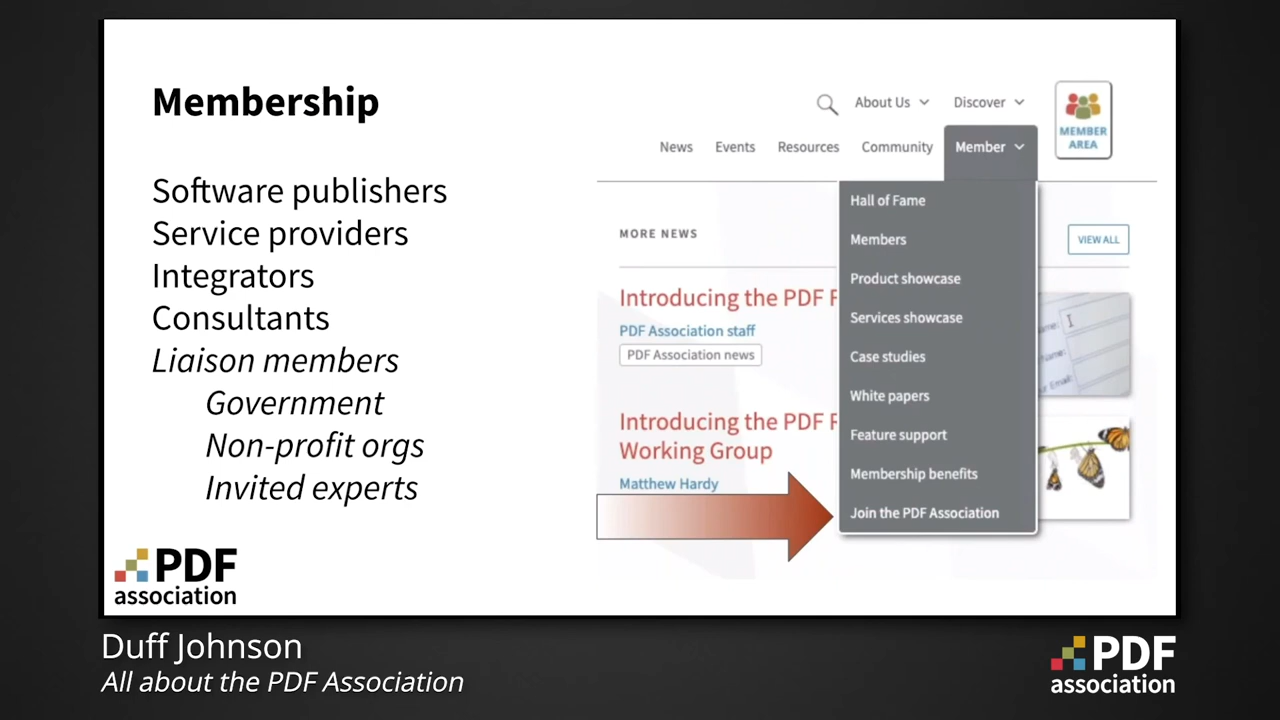 Membership
Software publishers
Service providers
Integrators
Consultants
Liaison members
Government
Non-profit orgs
Invited experts
PDF
association
About Us
Discover
MEMBER
AREA
News
Events
Resources
Community
Member
MORE NEWS
VIEW ALL
Introducing the PDF F
PDF Association staff
PDF Association news
Introducing the PDF F
Working Group
Matthew Hardy
Hall of Fame
Members
Product showcase
Services showcase
Case studies
White papers
Feature support
Membership benefits
Join the PDF Association
Duff Johnson
All about the PDF Association
PDF
association